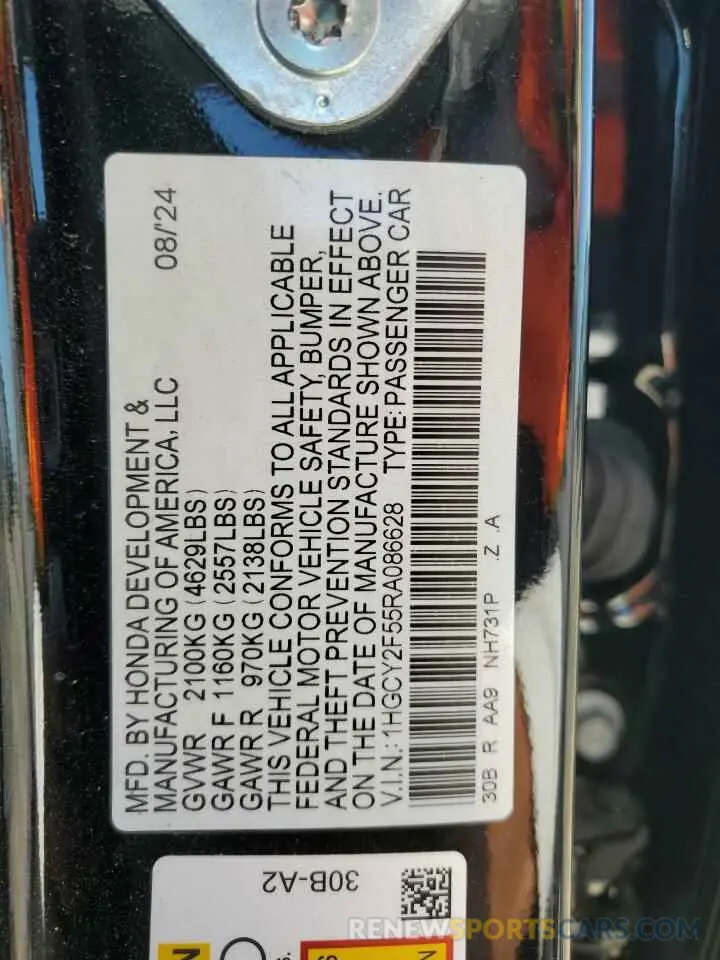 MFD. BY HONDA DEVELOPMENT &
MANUFACTURING OF AMERICA, LLC 08/'24
GVWR 2100KG (4629LBS)
GAWR F 1160KG (2557LBS)
GAWR R 970KG (2138LBS)
THIS VEHICLE CONFORMS TO ALL APPLICABLE
FEDERAL MOTOR VEHICLE SAFETY, BUMPER,
AND THEFT PREVENTION STANDARDS IN EFFECT
ON THE DATE OF MANUFACTURE SHOWN ABOVE.
V.I.N.: 1HGCY2F55RA086628 TYPE: PASSENGER CAR
30B R AA9 NH731P .Z .A
30B-A2
RENEWSPORTSCARS.COM